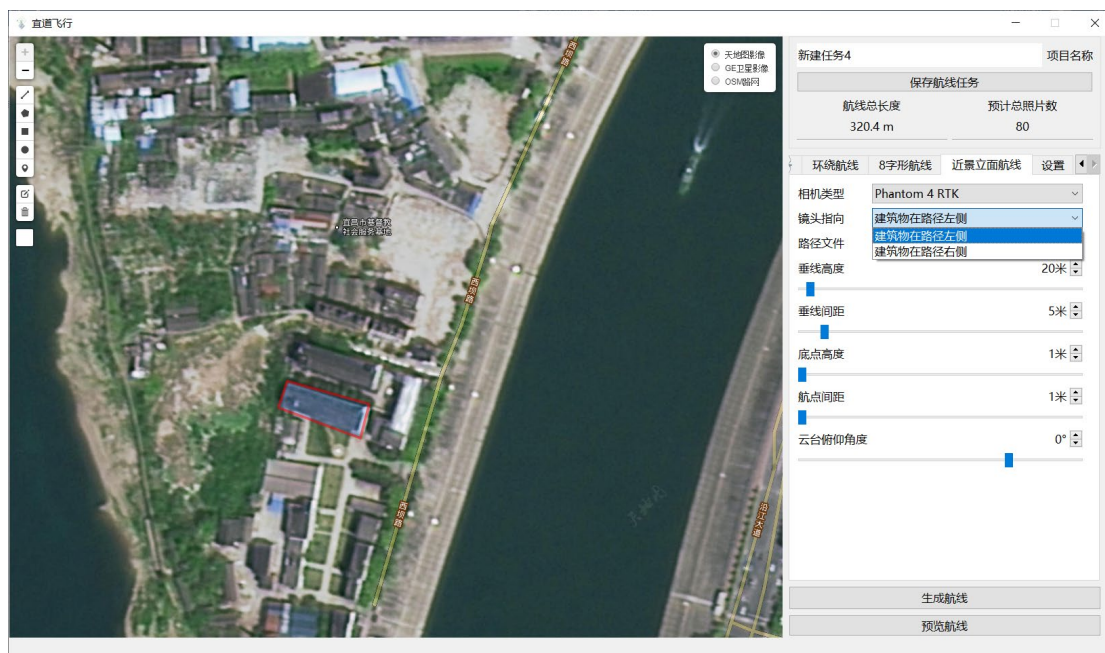 宜道飞行
天地图影像
GE卫星影像
OSM路网
西坝路
宜昌市基督教
社会服务基地
西坝路
西坝路
沿江大道
天地图
新建任务4 项目名称
保存航线任务
航线总长度 预计总照片数
320.4 m 80
环绕航线 8字形航线 近景立面航线 设置
相机类型 Phantom 4 RTK
镜头指向 建筑物在路径左侧
建筑物在路径左侧
路径文件
建筑物在路径右侧
垂线高度 20米
垂线间距 5米
底点高度 1米
航点间距 1米
云台俯仰角度 0°
生成航线
预览航线